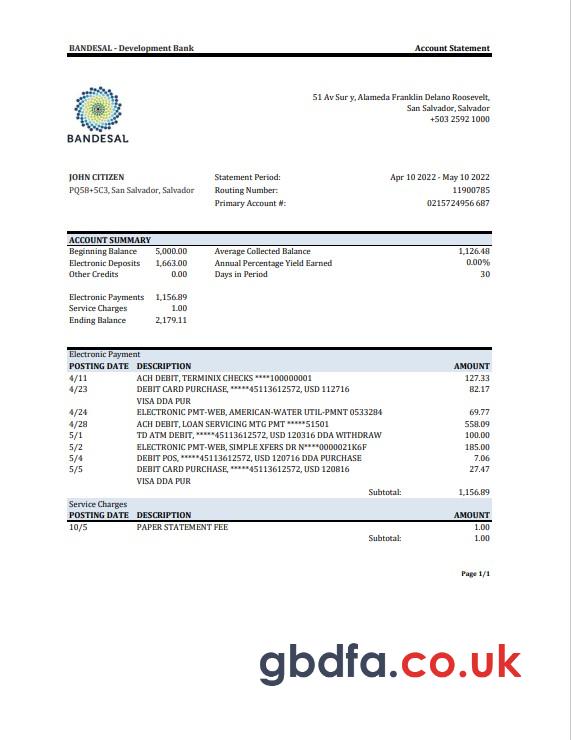 BANDESAL - Development Bank Account Statement
51 Av Sur y, Alameda Franklin Delano Roosevelt,
San Salvador, Salvador
+503 2592 1000
BANDESAL
JOHN CITIZEN Statement Period: Apr 10 2022 - May 10 2022
PQ58+5C3, San Salvador, Salvador Routing Number: 11900785
Primary Account #: 0215724956 687
ACCOUNT SUMMARY
Beginning Balance 5,000.00 Average Collected Balance 1,126.48
Electronic Deposits 1,663.00 Annual Percentage Yield Earned 0.00%
Other Credits 0.00 Days in Period 30
Electronic Payments 1,156.89
Service Charges 1.00
Ending Balance 2,179.11
Electronic Payment
POSTING DATE DESCRIPTION AMOUNT
4/11 ACH DEBIT, TERMINIX CHECKS ****100000001 127.33
4/23 DEBIT CARD PURCHASE, *****45113612572, USD 112716 82.17
VISA DDA PUR
4/24 ELECTRONIC PMT-WEB, AMERICAN-WATER UTIL-PMNT 0533284 69.77
4/28 ACH DEBIT, LOAN SERVICING MTG PMT *****51501 558.09
5/1 TD ATM DEBIT, *****45113612572, USD 120316 DDA WITHDRAW 100.00
5/2 ELECTRONIC PMT-WEB, SIMPLE XFERS DR N****0000021K6F 185.00
5/4 DEBIT POS, *****45113612572, USD 120716 DDA PURCHASE 7.06
5/5 DEBIT CARD PURCHASE, *****45113612572, USD 120816 27.47
VISA DDA PUR
Subtotal: 1,156.89
Service Charges
POSTING DATE DESCRIPTION AMOUNT
10/5 PAPER STATEMENT FEE 1.00
Subtotal: 1.00
Page 1/1
gbdfa.co.uk